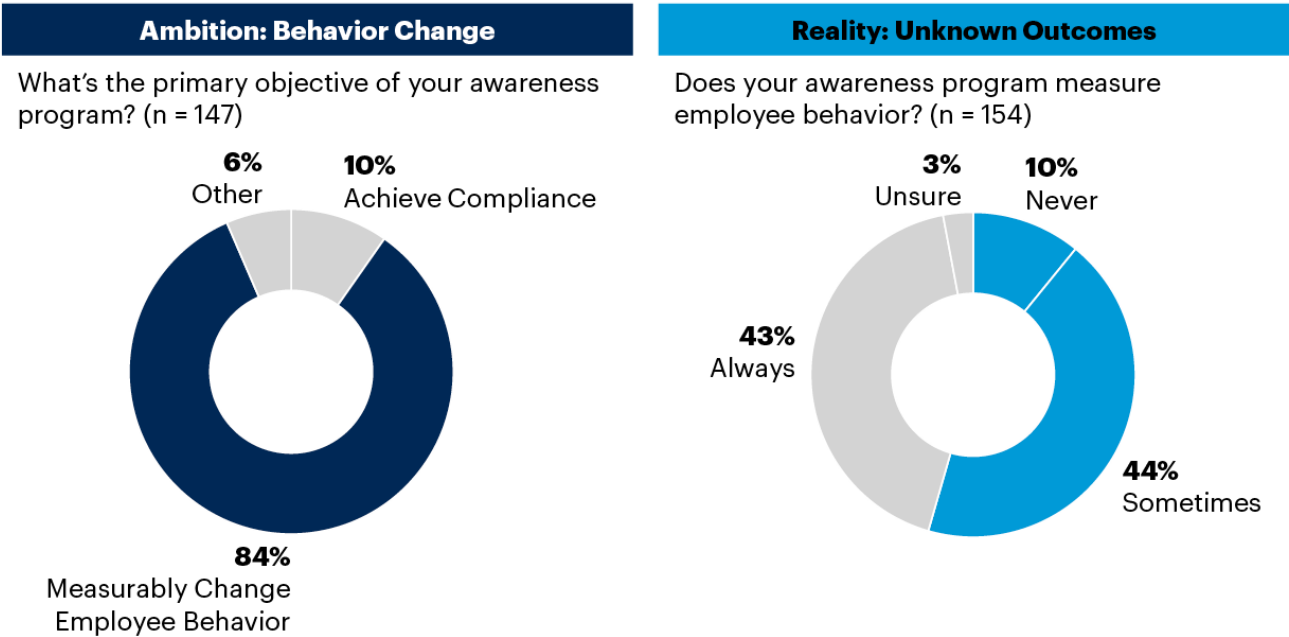 Ambition: Behavior Change
What's the primary objective of your awareness
program? (n = 147)
6%
Other
10%
Achieve Compliance
84%
Measurably Change
Employee Behavior
Reality: Unknown Outcomes
Does your awareness program measure
employee behavior? (n = 154)
3%
Unsure
10%
Never
43%
Always
44%
Sometimes